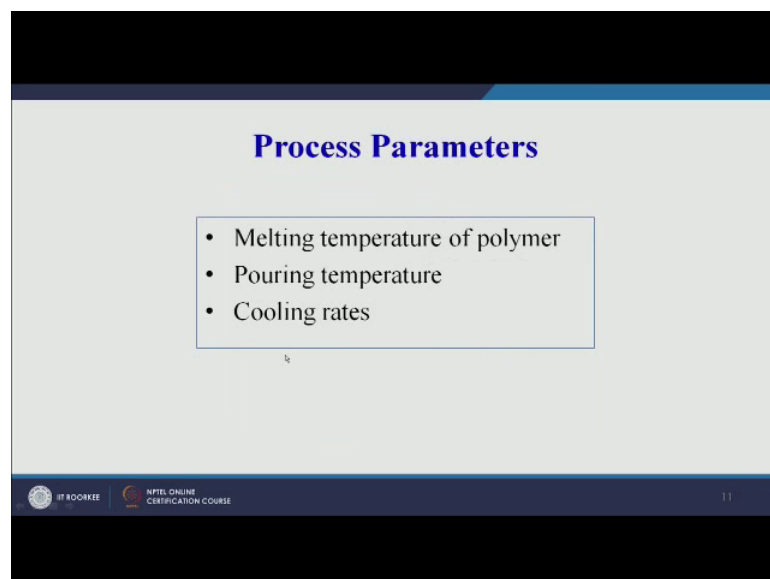 Process Parameters
• Melting temperature of polymer
• Pouring temperature
• Cooling rates
IIT ROORKEE
NPTEL ONLINE
CERTIFICATION COURSE
11